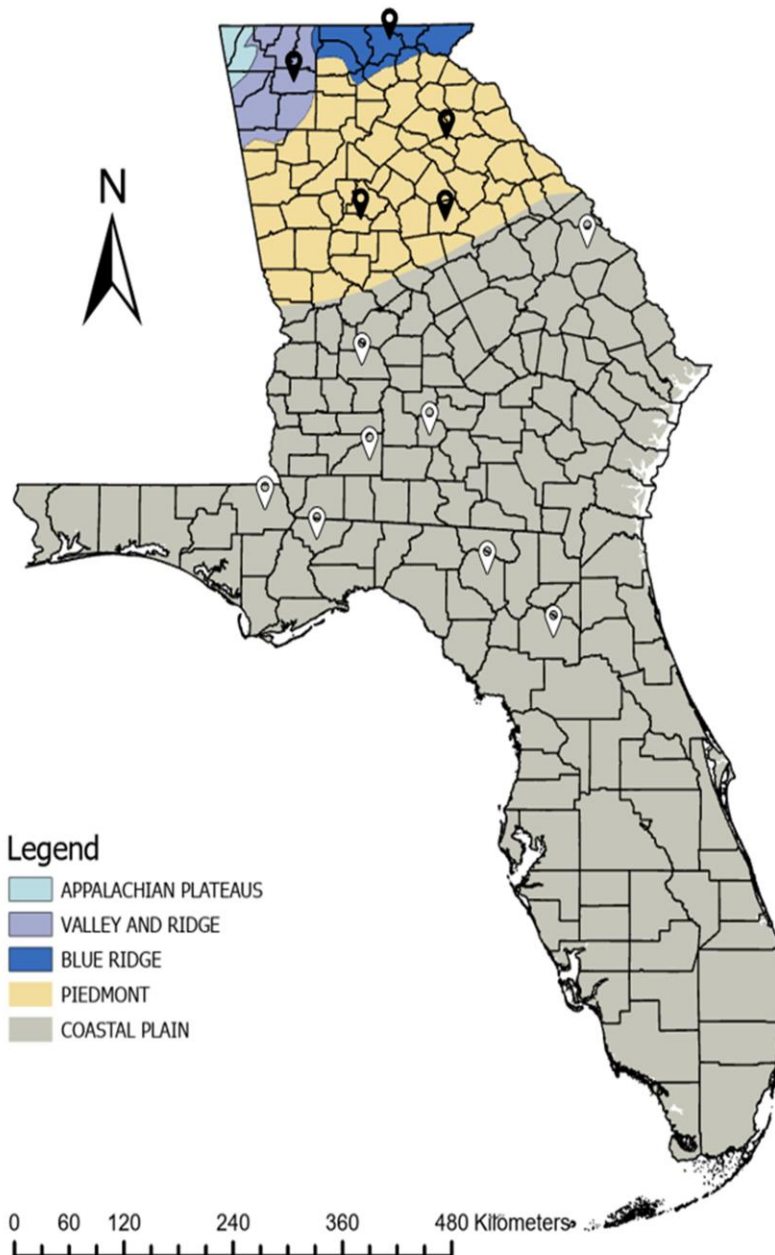 N
Legend
APPALACHIAN PLATEAUS
VALLEY AND RIDGE
BLUE RIDGE
PIEDMONT
COASTAL PLAIN
0 60 120 240 360 480 Kilometers